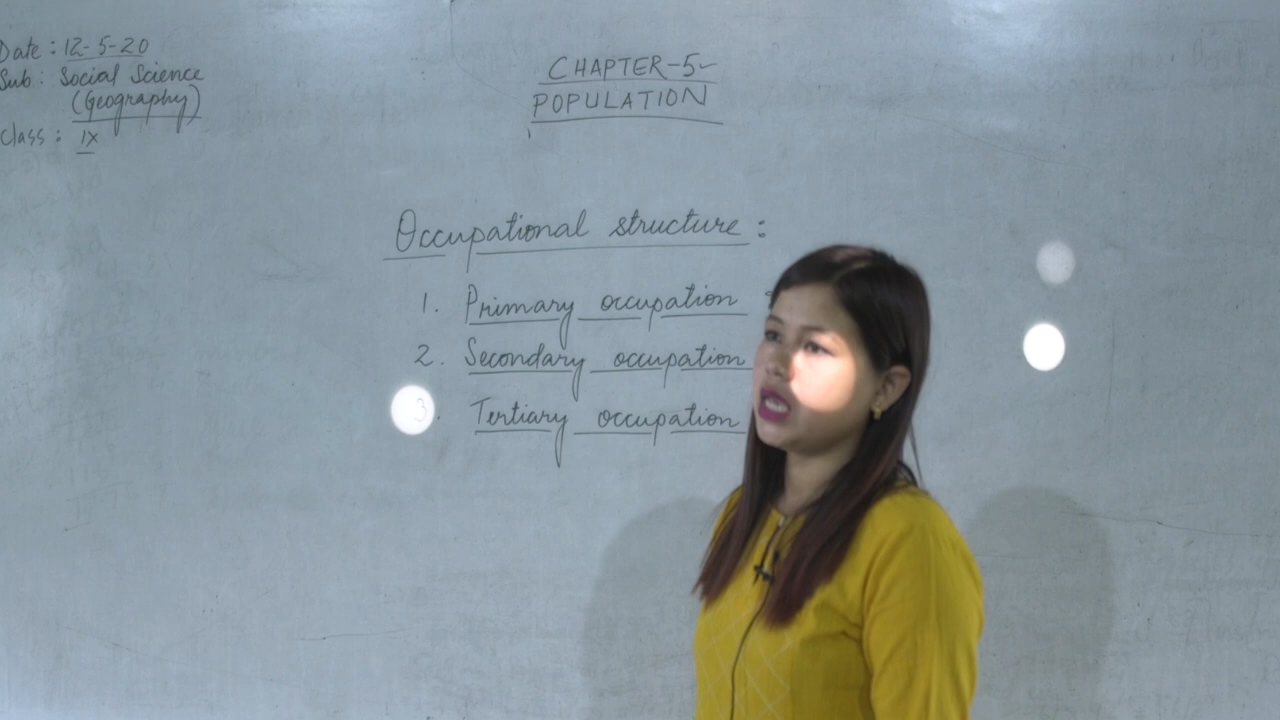 Date : 12-5-20
Sub : Social Science
(Geography)
Class : IX
CHAPTER-5
POPULATION
Occupational structure :
1. Primary occupation
2. Secondary occupation
3. Tertiary occupation